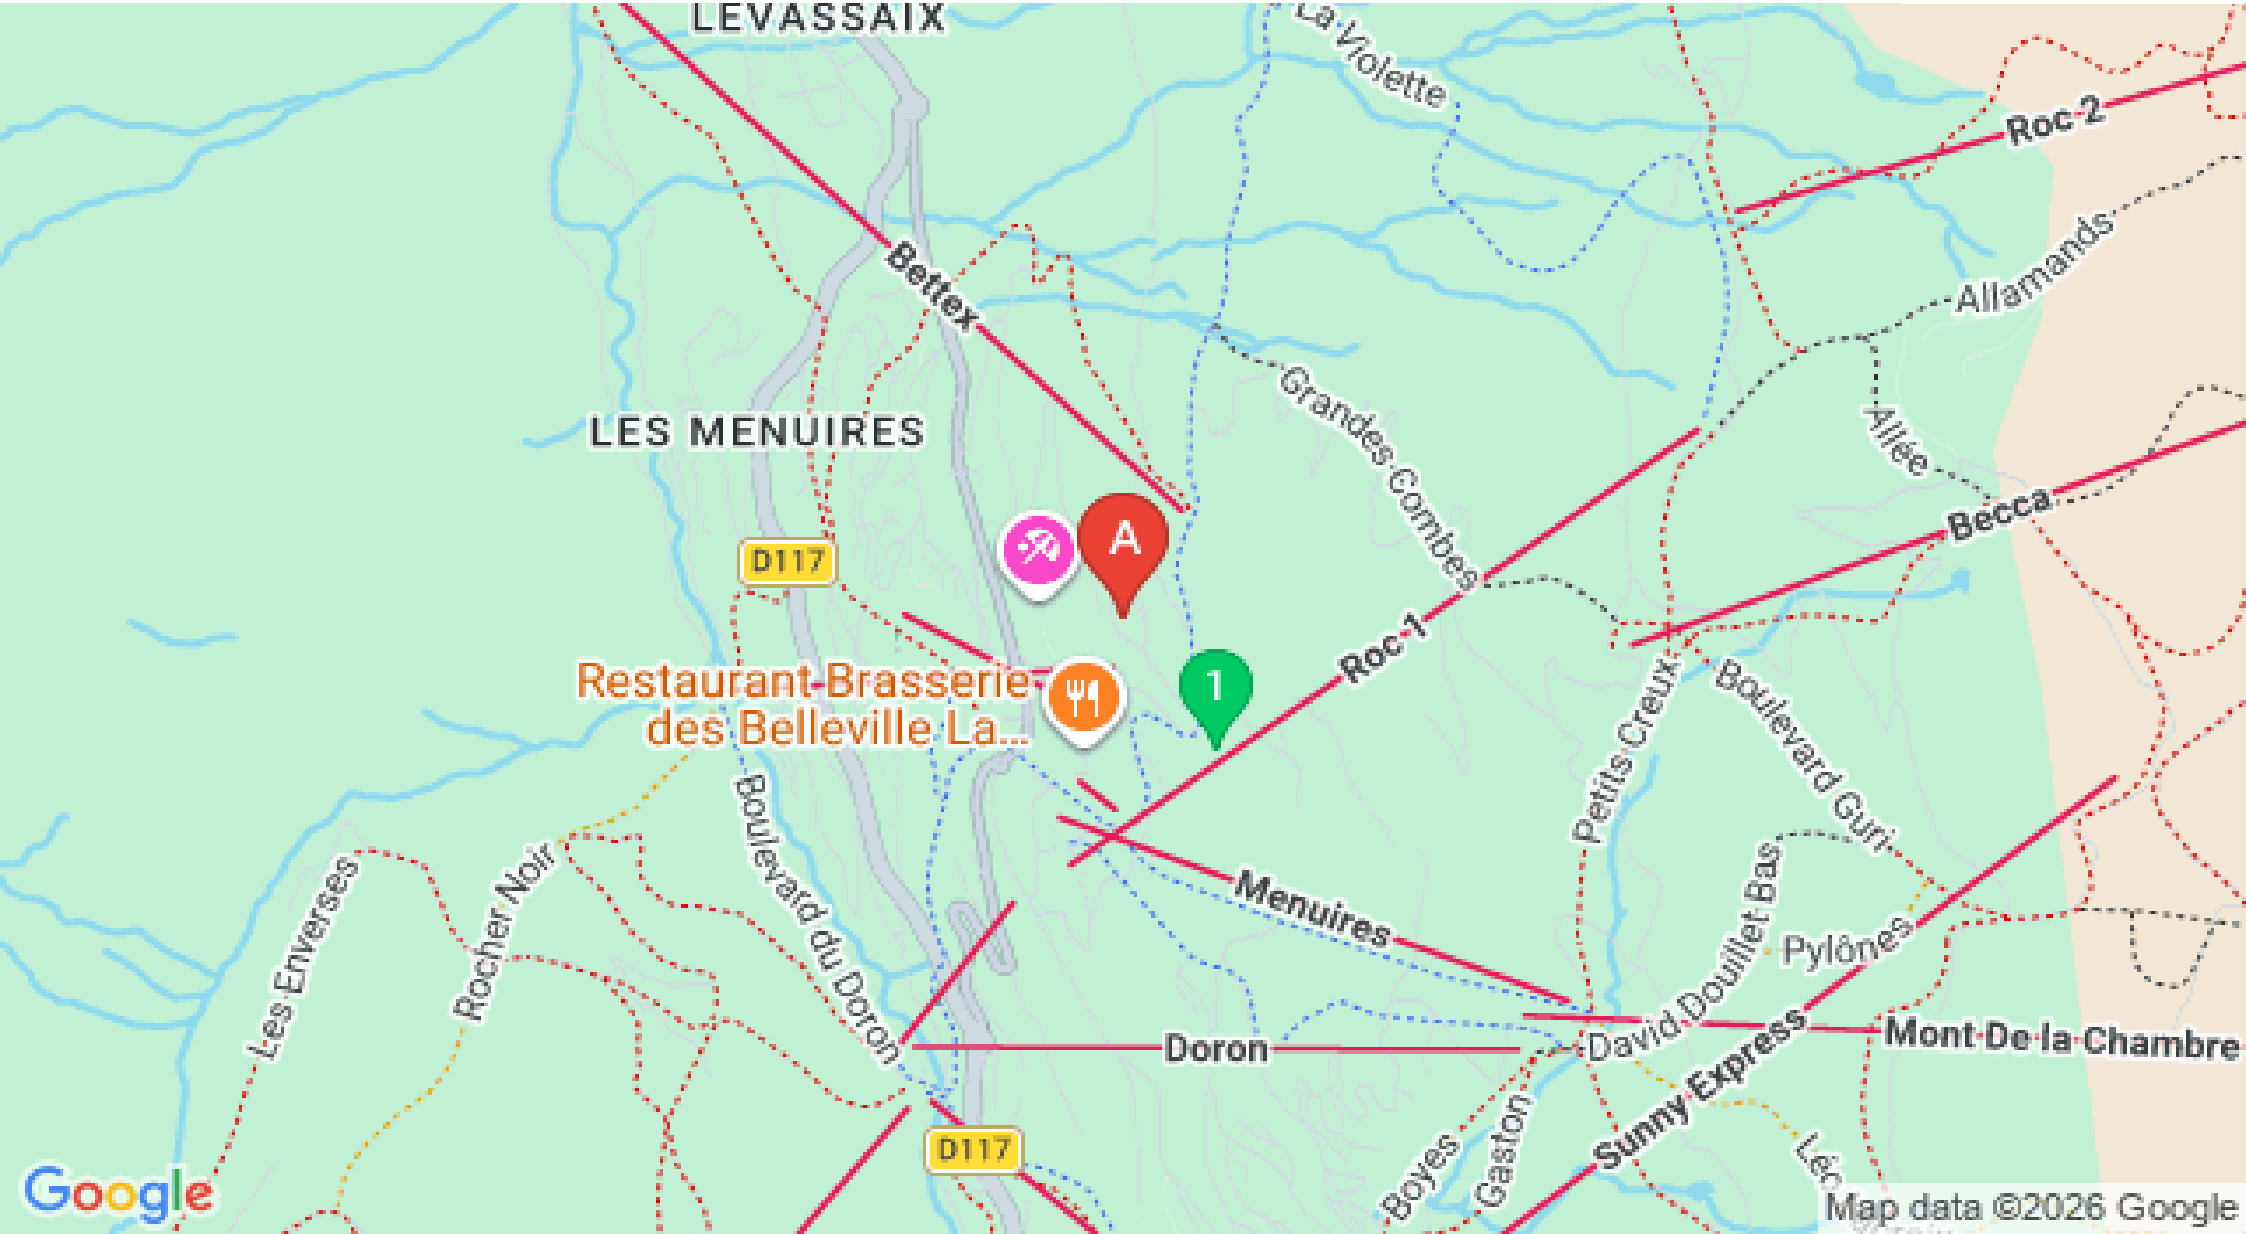 LEVASSAIX
La Violette
Roc 2
Allamands
Bettex
Grandes Combes
Allée
LES MENUIRES
Becca
A
D117
Roc 1
Restaurant Brasserie
des Belleville La...
1
Petits Creux
Boulevard Guri
Boulevard du Doron
Les Enverses
Rocher Noir
Menuires
David Douillet Bas
Pylônes
Doron
Mont De la Chambre
Sunny Express
D117
Boyes
Gaston
Google
Map data ©2026 Google